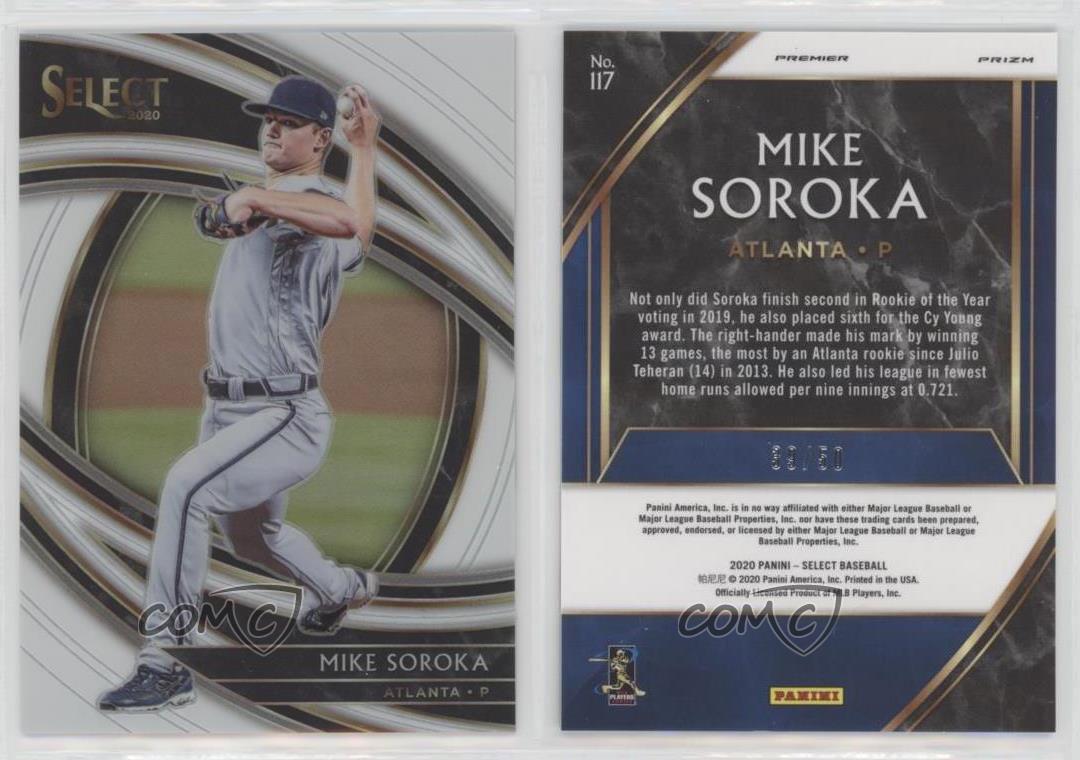 SELECT
2020
MIKE SOROKA
ATLANTA • P
COMC
No.
117
PREMIER
PRIZM
MIKE
SOROKA
ATLANTA • P
Not only did Soroka finish second in Rookie of the Year
voting in 2019, he also placed sixth for the Cy Young
award. The right-hander made his mark by winning
13 games, the most by an Atlanta rookie since Julio
Teheran (14) in 2013. He also led his league in fewest
home runs allowed per nine innings at 0.721.
39/50
Panini America, Inc. is in no way affiliated with either Major League Baseball or
Major League Baseball Properties, Inc. nor have these trading cards been prepared,
approved, endorsed, or licensed by either Major League Baseball or Major League
Baseball Properties, Inc.
2020 PANINI – SELECT BASEBALL
帕尼尼 © 2020 Panini America, Inc. Printed in the USA.
Officially Licensed Product of MLB Players, Inc.
COMC
PLAYERS
PANINI